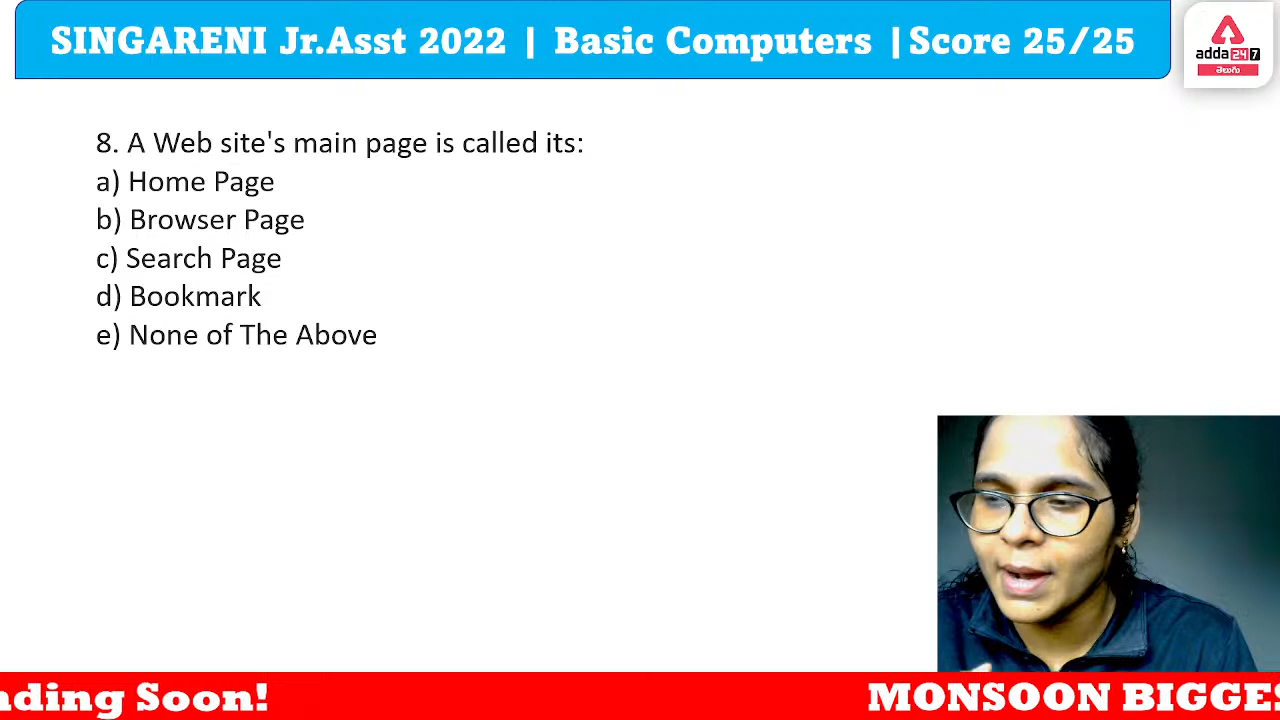 SINGARENI Jr.Asst 2022 | Basic Computers |Score 25/25
adda 247
తెలుగు
8. A Web site's main page is called its:
a) Home Page
b) Browser Page
c) Search Page
d) Bookmark
e) None of The Above
nding Soon!
MONSOON BIGGES